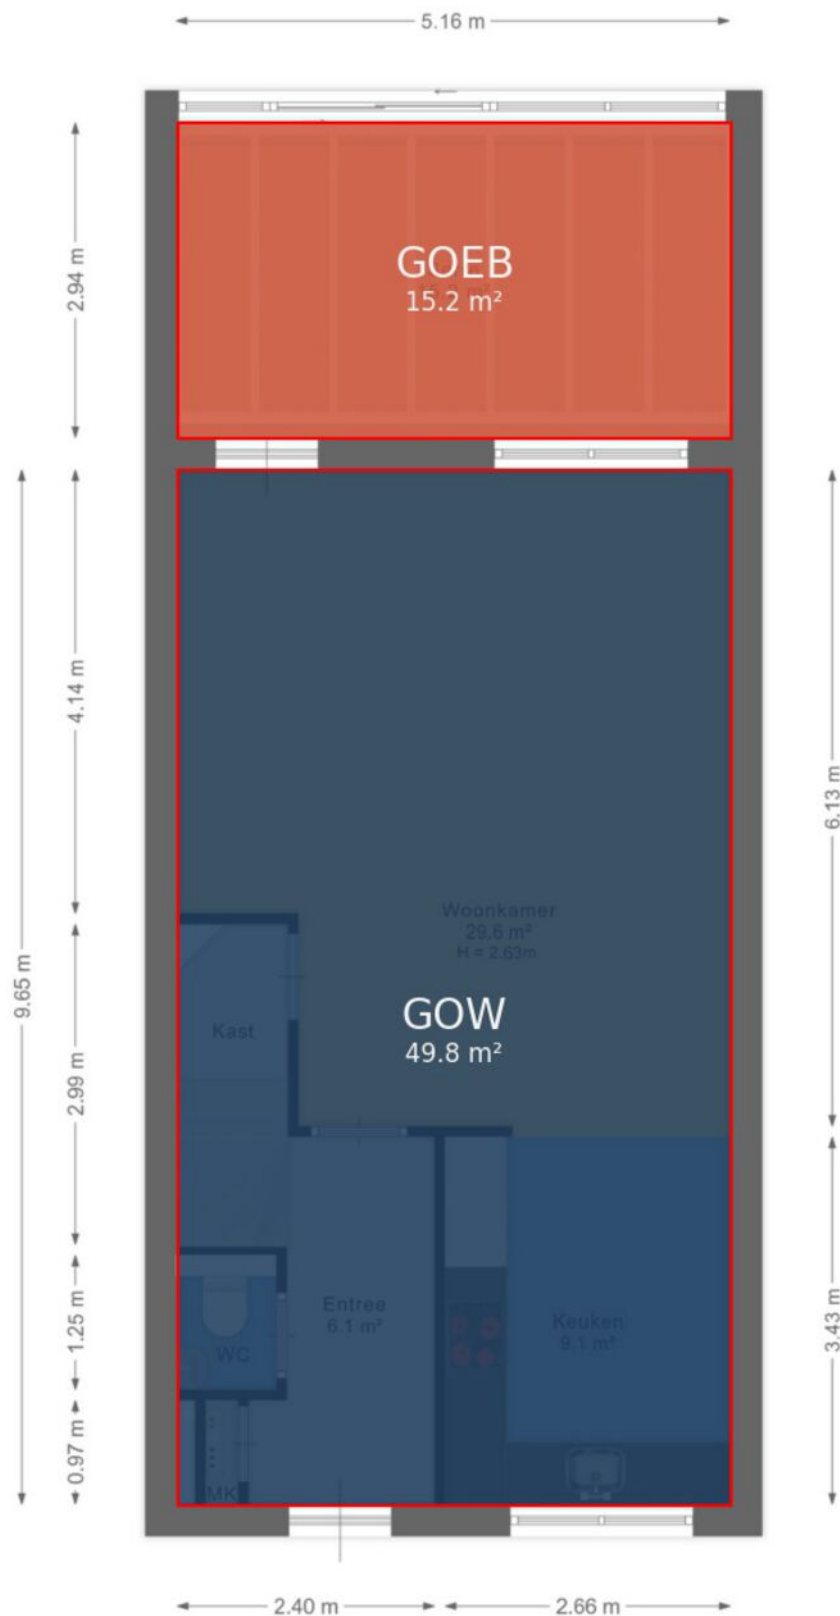 5.16 m
2.94 m
GOEB
15.2 m²
4.14 m
6.13 m
Woonkamer
29.6 m²
H = 2.63m
9.65 m
GOW
49.8 m²
Kast
2.99 m
1.25 m
Entree
6.1 m²
Keuken
9.1 m²
3.43 m
WC
0.97 m
MK
2.40 m
2.66 m